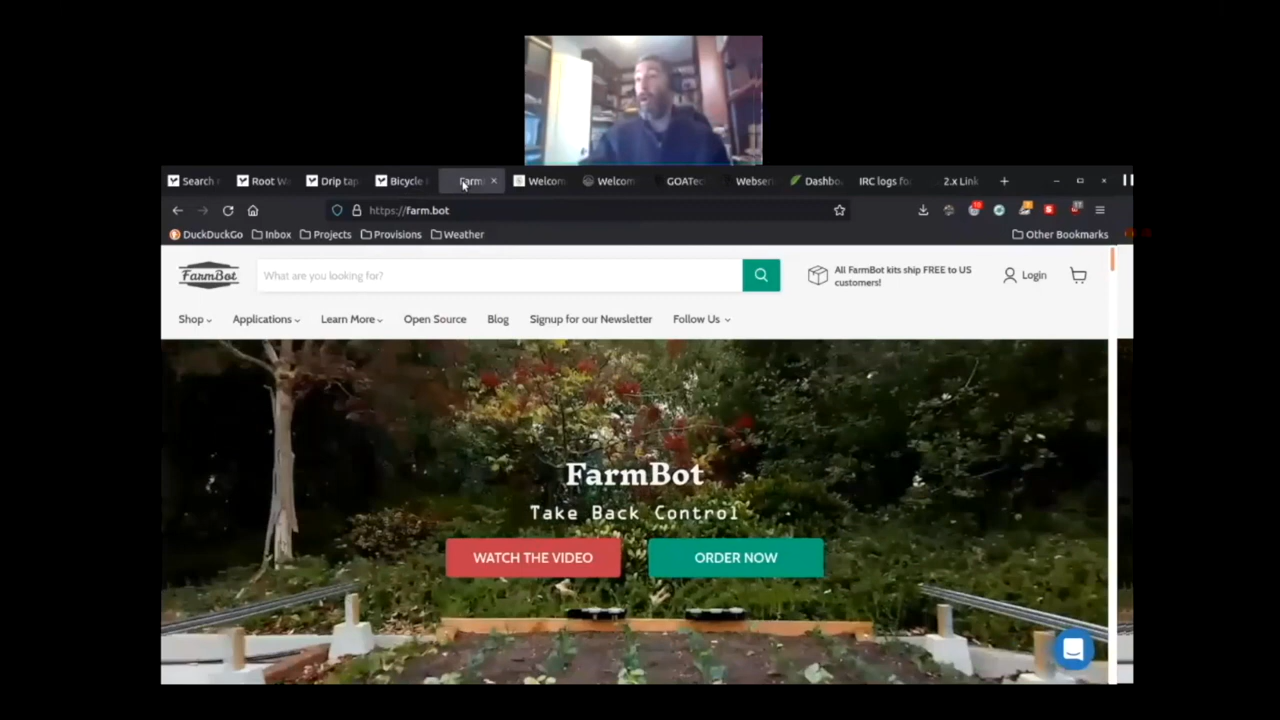 Search
Root W
Drip tap
Bicycle
Farm
Welcom
Welcom
GOATec
Webser
Dashbo
IRC logs fo
2.x Link
https://farm.bot
DuckDuckGo
Inbox
Projects
Provisions
Weather
Other Bookmarks
FarmBot
What are you looking for?
All FarmBot kits ship FREE to US
customers!
Login
Shop
Applications
Learn More
Open Source
Blog
Signup for our Newsletter
Follow Us
FarmBot
Take Back Control
WATCH THE VIDEO
ORDER NOW